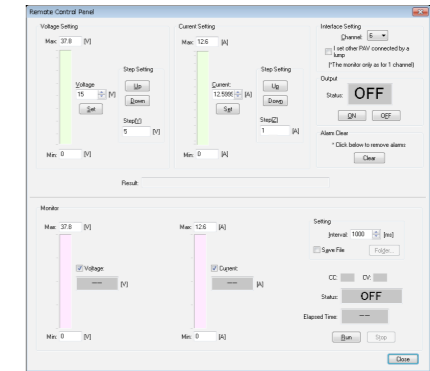 Remote Control Panel
Voltage Setting
Max: 37.8 [V]
Voltage
15 [V]
Set
Step Setting
Up
Down
Step(Y)
5 [V]
Min: 0 [V]
Current Setting
Max: 12.6 [A]
Current:
12.599 [A]
Set
Step Setting
Up
Down
Step(Z)
1 [A]
Min: 0 [A]
Interface Setting
Channel: 6
I set other PAV connected by a lump
(*The monitor only as for 1 channel)
Output
Status: OFF
ON OFF
Alarm Clear
* Click below to remove alarms
Clear
Result:
Monitor
Max: 37.8 [V]
Voltage:
--- [V]
Min: 0 [V]
Max: 12.6 [A]
Current:
--- [A]
Min: 0 [A]
Setting
Interval: 1000 [ms]
Save File Folder...
CC: CV:
Status: OFF
Elapsed Time: ---
Run Stop
Close